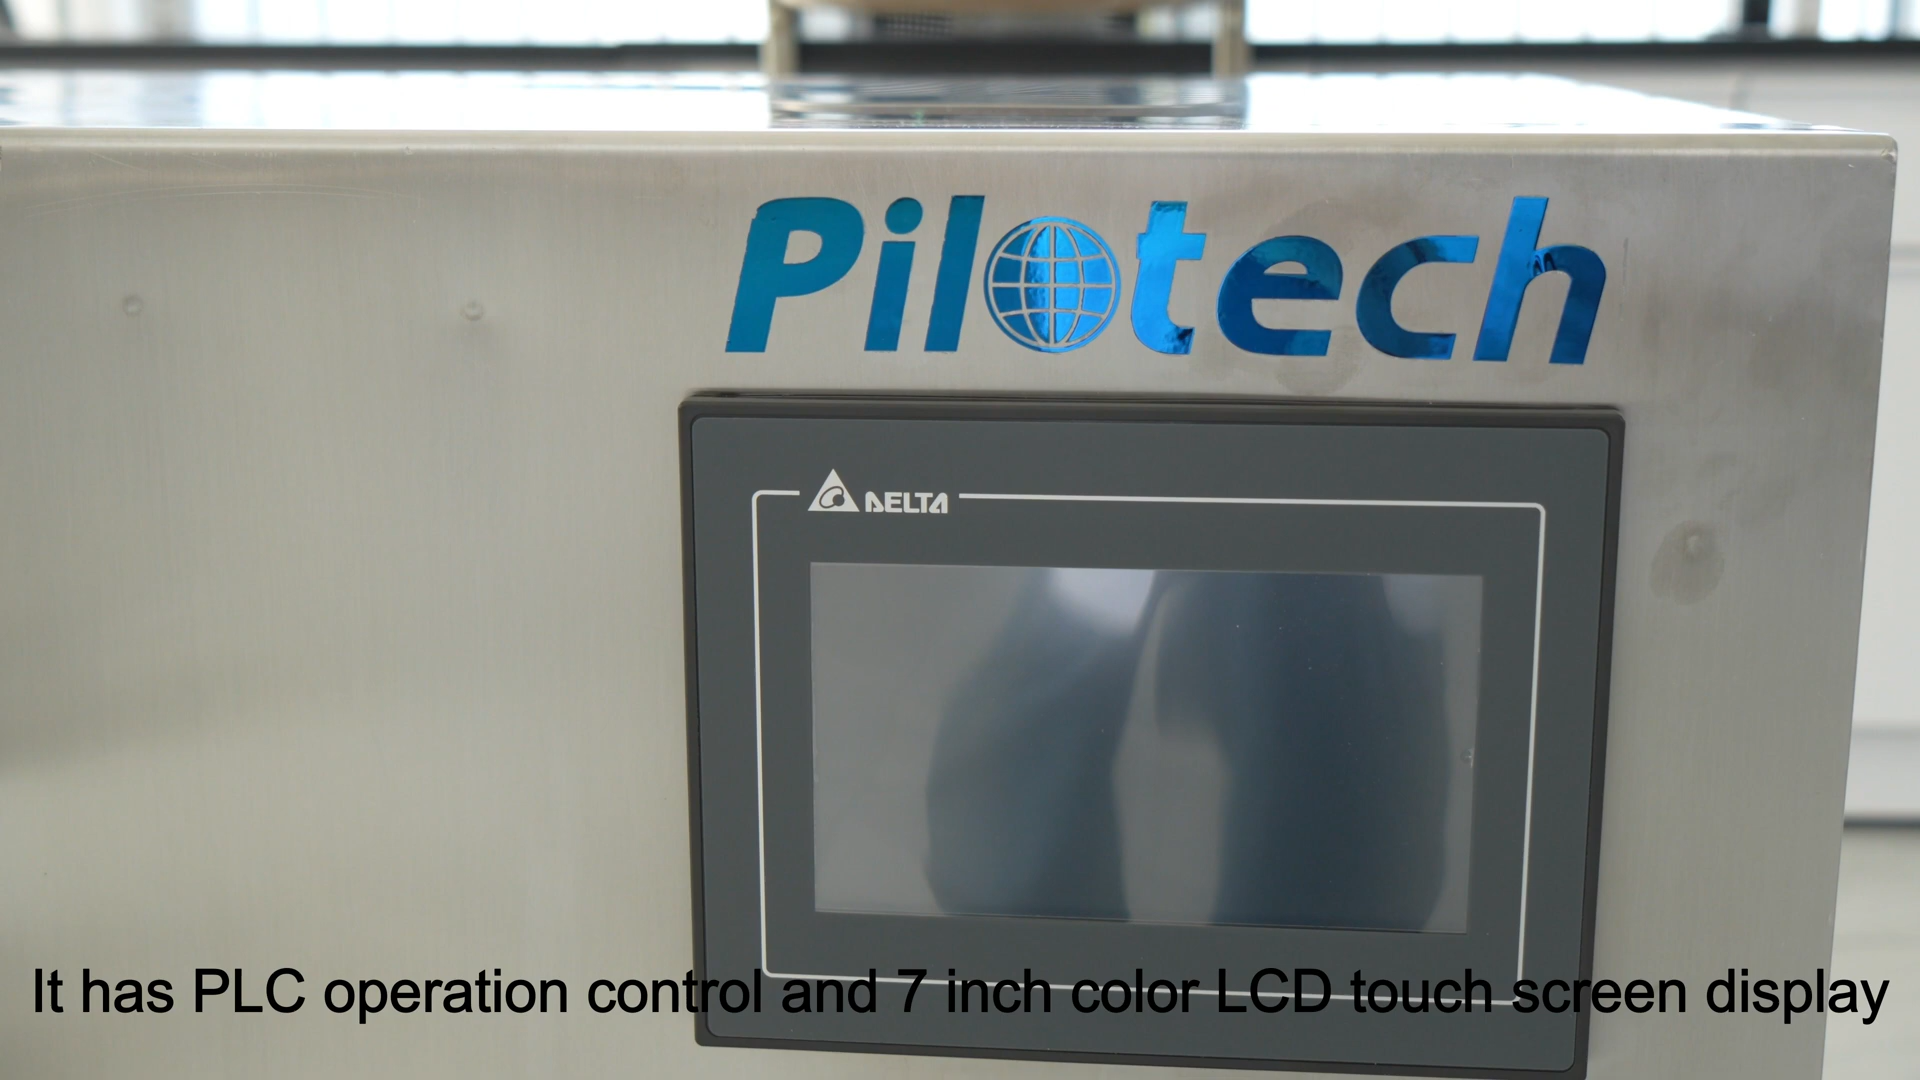 Pilotech
DELTA
It has PLC operation control and 7 inch color LCD touch screen display